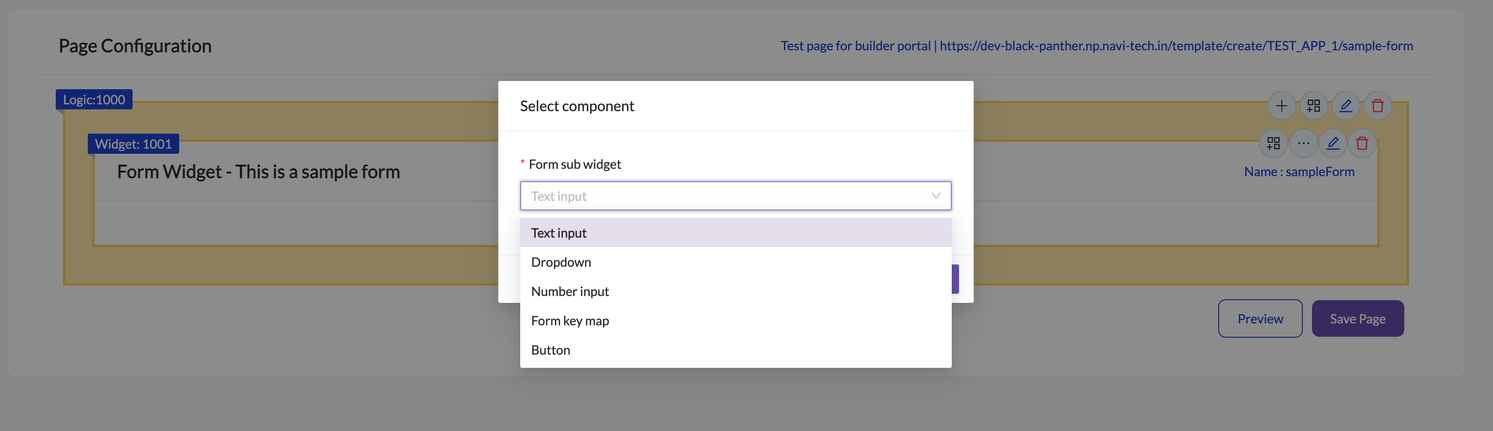 Page Configuration
Test page for builder portal | https://dev-black-panther.np.navi-tech.in/template/create/TEST_APP_1/sample-form
Logic:1000
Widget: 1001
Form Widget - This is a sample form
Name : sampleForm
Select component
* Form sub widget
Text input
Text input
Dropdown
Number input
Form key map
Button
Preview
Save Page